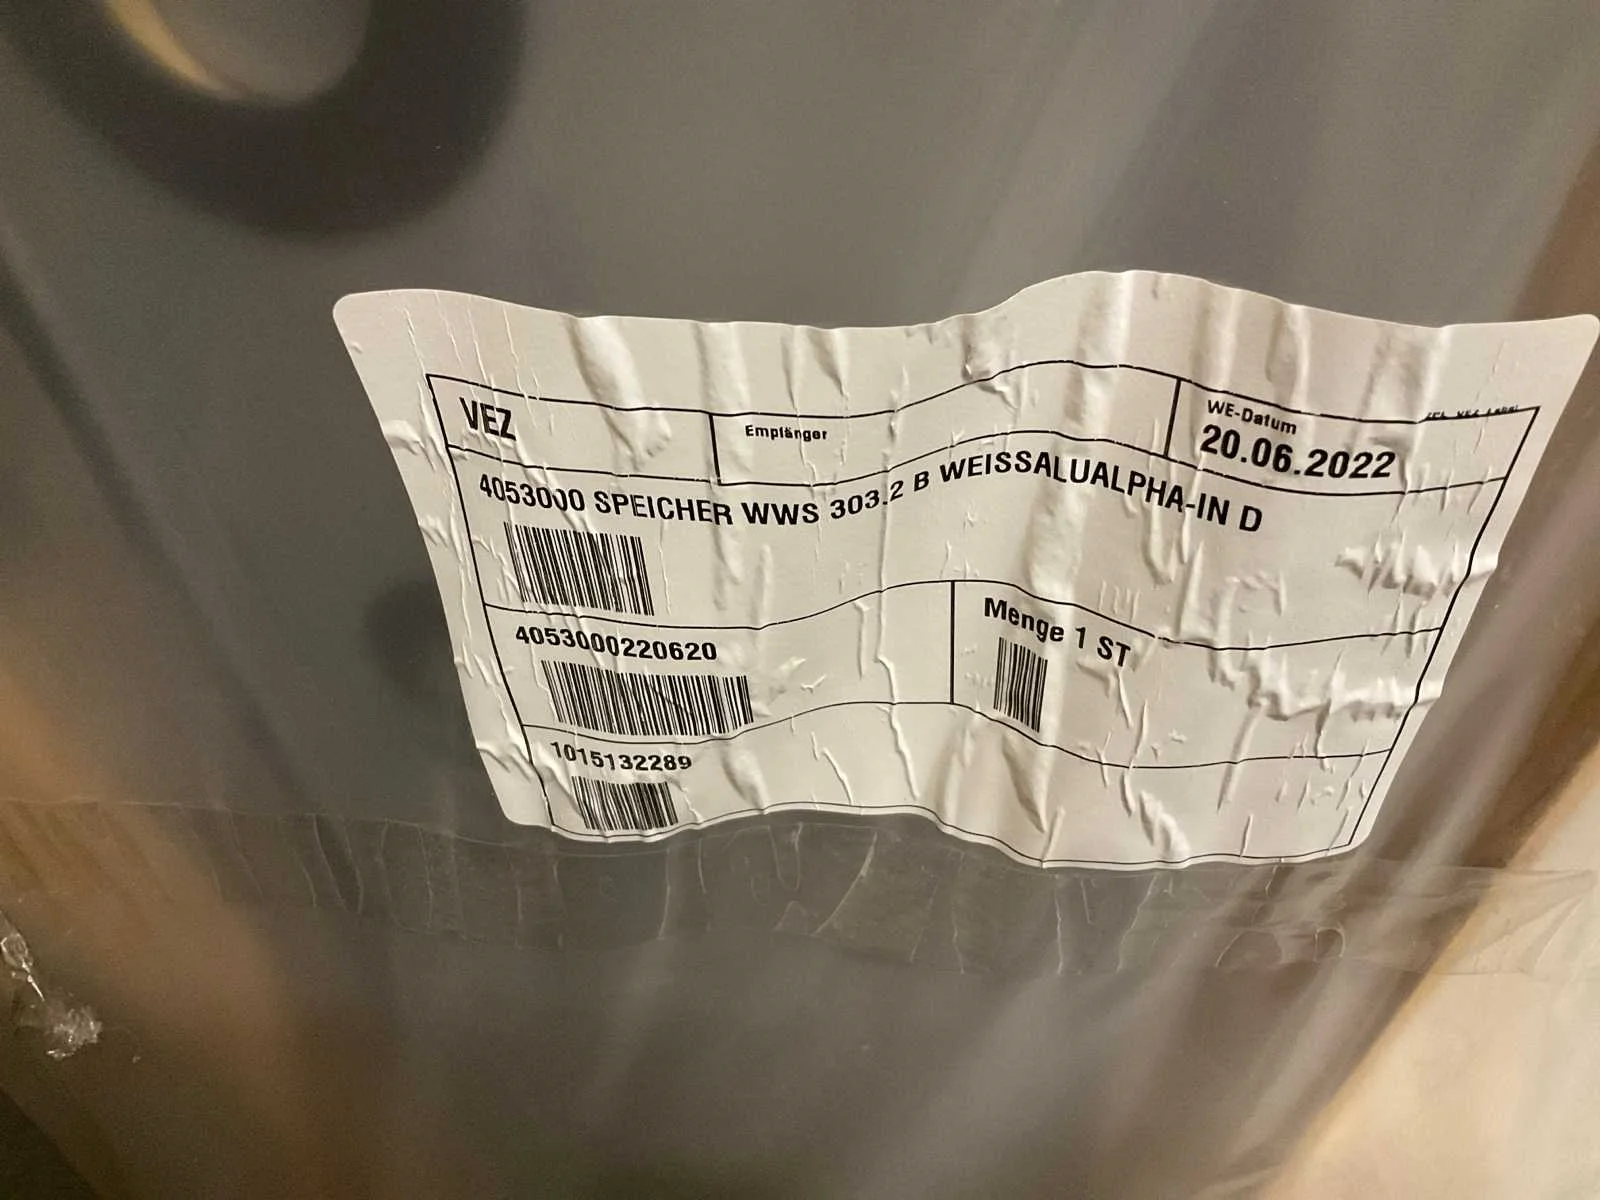 VEZ
Empfänger
WE-Datum
20.06.2022
4053000 SPEICHER WWS 303.2 B WEISSALUALPHA-IN D
4053000220620
Menge 1 ST
1015132289